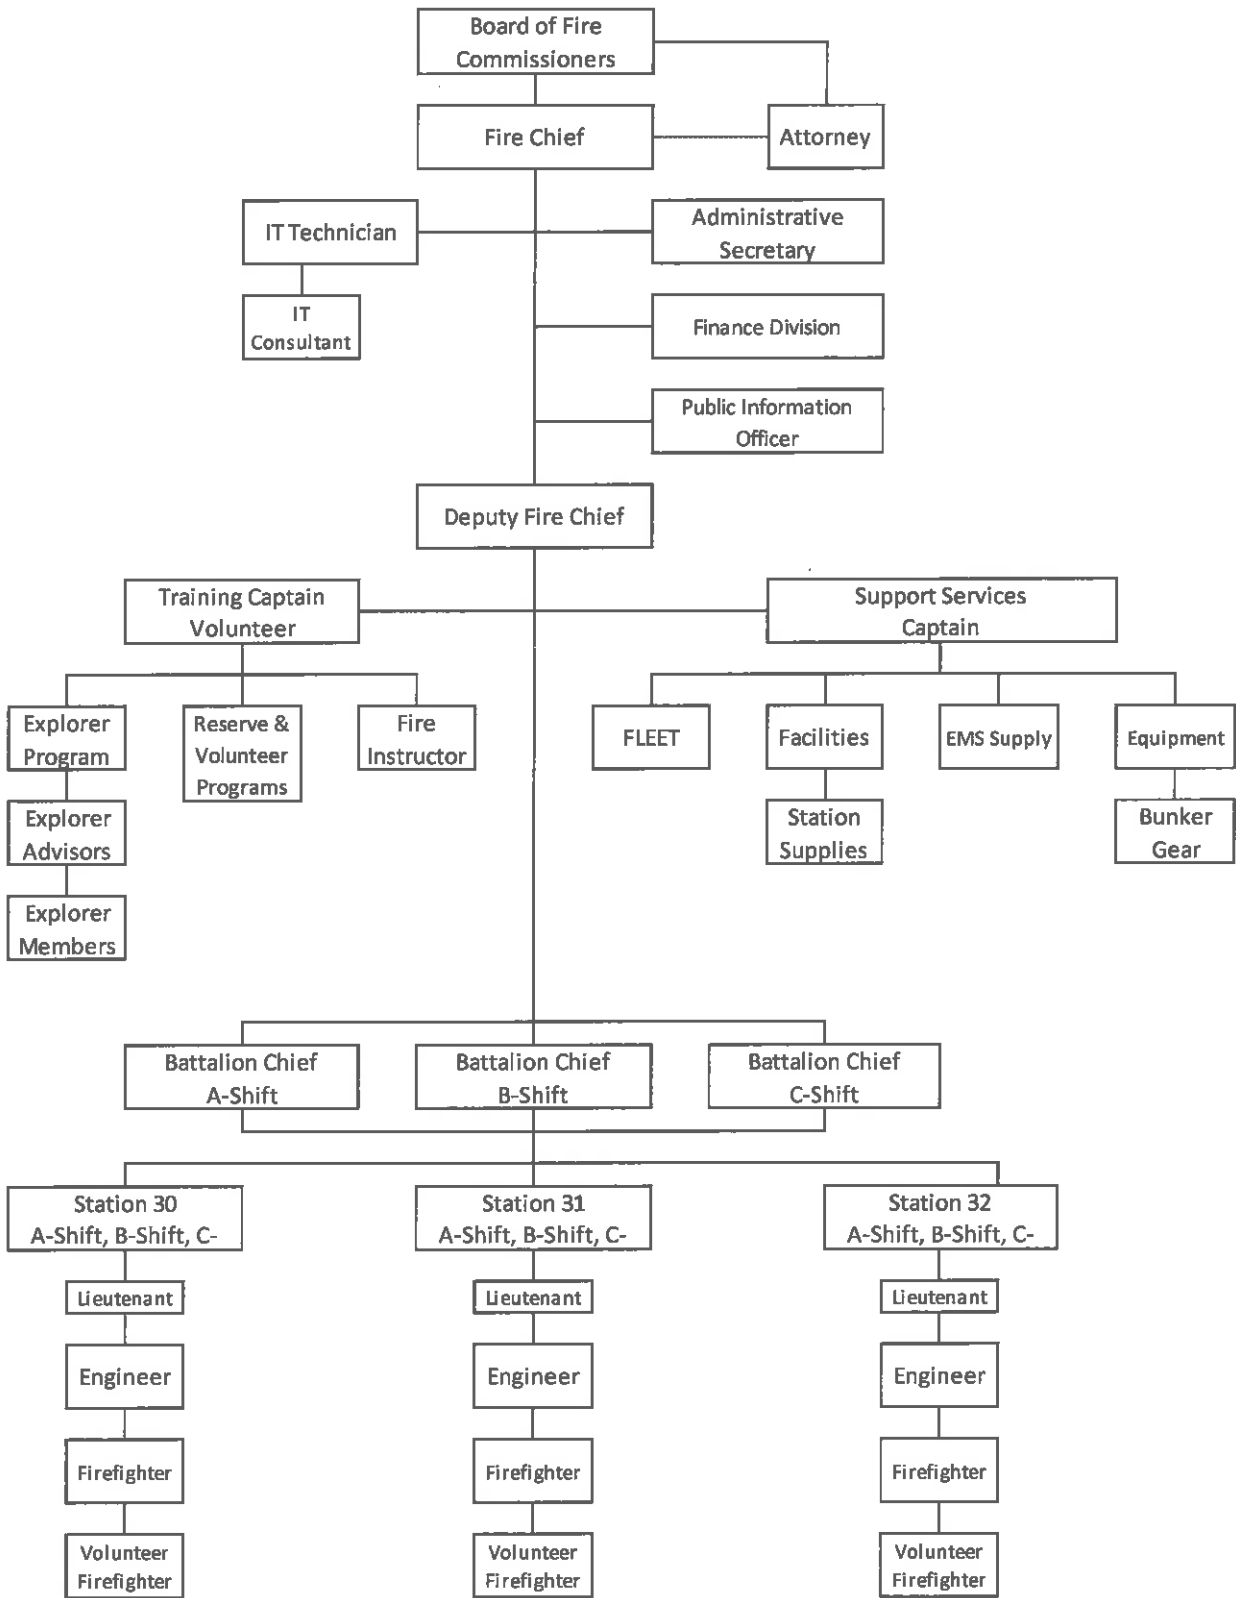 Board of Fire
Commissioners
Fire Chief
Attorney
IT Technician
Administrative
Secretary
IT
Consultant
Finance Division
Public Information
Officer
Deputy Fire Chief
Training Captain
Volunteer
Support Services
Captain
Explorer
Program
Reserve &
Volunteer
Programs
Fire
Instructor
FLEET
Facilities
EMS Supply
Equipment
Explorer
Advisors
Station
Supplies
Bunker
Gear
Explorer
Members
Battalion Chief
A-Shift
Battalion Chief
B-Shift
Battalion Chief
C-Shift
Station 30
A-Shift, B-Shift, C-
Station 31
A-Shift, B-Shift, C-
Station 32
A-Shift, B-Shift, C-
Lieutenant
Lieutenant
Lieutenant
Engineer
Engineer
Engineer
Firefighter
Firefighter
Firefighter
Volunteer
Firefighter
Volunteer
Firefighter
Volunteer
Firefighter